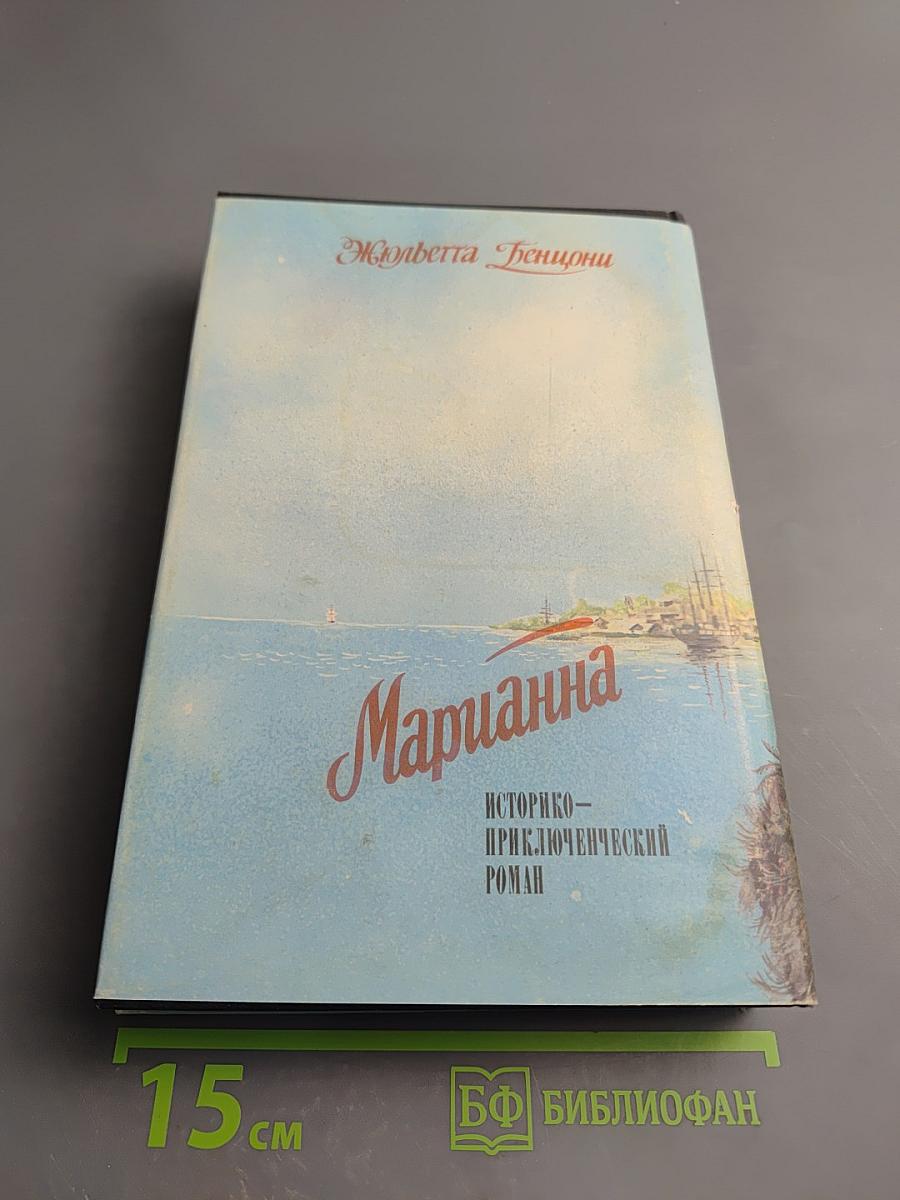 Жюльетта Бенцони
Марианна
ИСТОРИКО-
ПРИКЛЮЧЕНЧЕСКИЙ
РОМАН
15 см
БФ БИБЛИОФАН